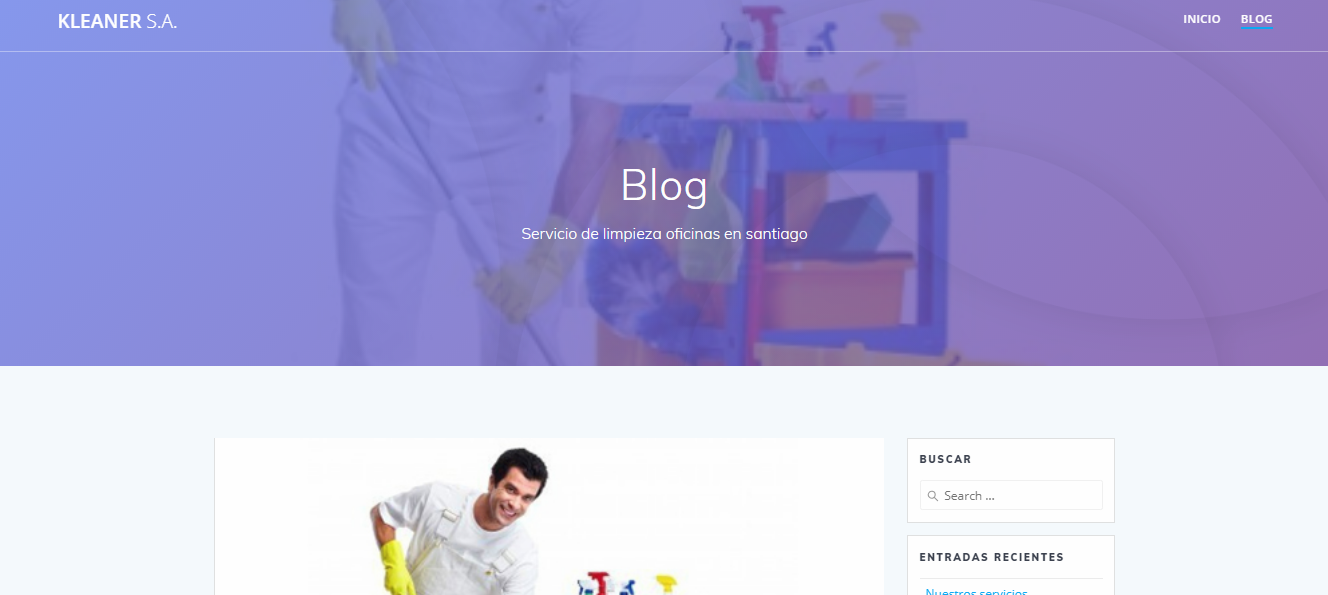 KLEANER S.A.
INICIO BLOG
Blog
Servicio de limpieza oficinas en santiago
BUSCAR
Search ...
ENTRADAS RECIENTES
Nuestros servicios